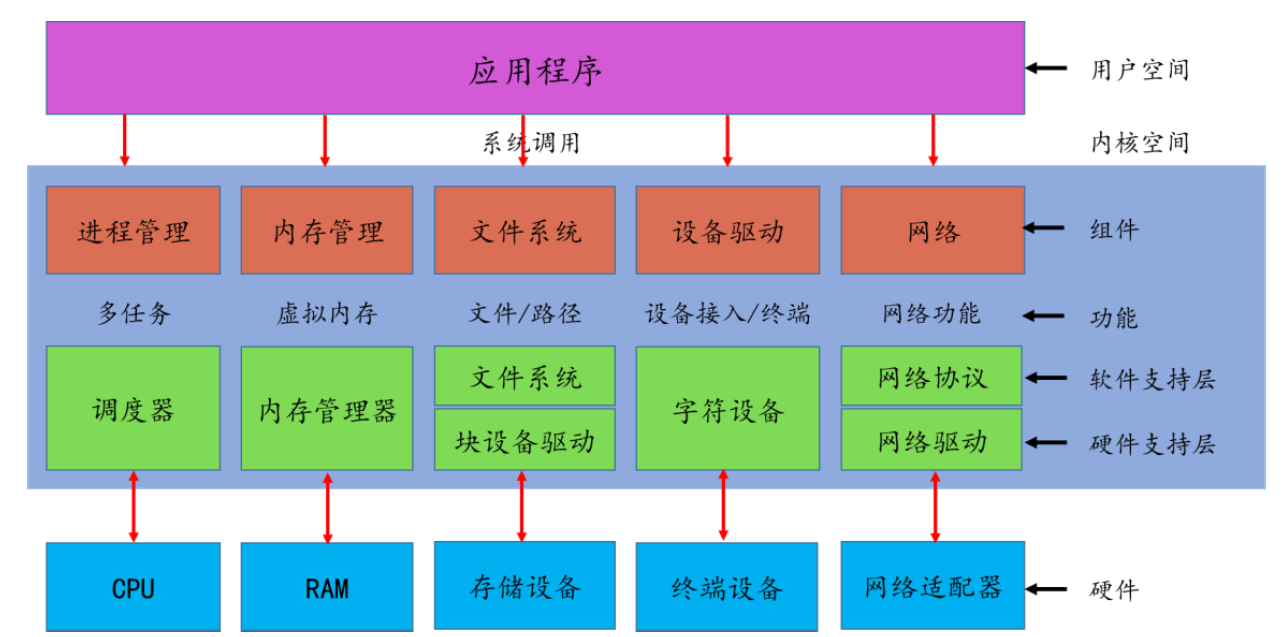 应用程序
用户空间
系统调用
内核空间
进程管理
内存管理
文件系统
设备驱动
网络
组件
多任务
虚拟内存
文件/路径
设备接入/终端
网络功能
功能
调度器
内存管理器
文件系统
块设备驱动
字符设备
网络协议
网络驱动
软件支持层
硬件支持层
CPU
RAM
存储设备
终端设备
网络适配器
硬件